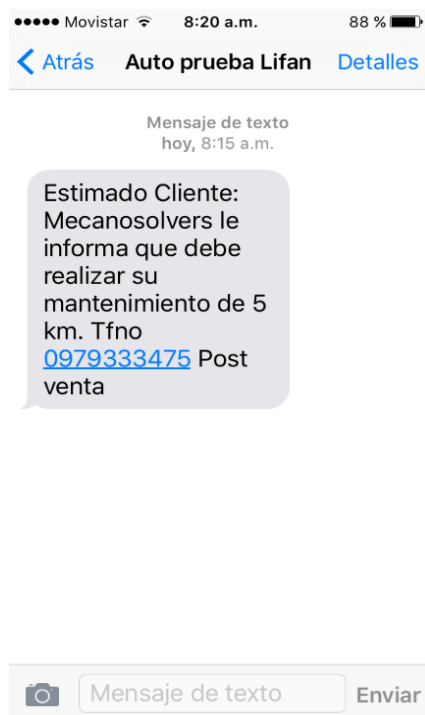 Movistar 8:20 a.m. 88 %
Atrás Auto prueba Lifan Detalles
Mensaje de texto
hoy, 8:15 a.m.
Estimado Cliente:
Mecanosolvers le
informa que debe
realizar su
mantenimiento de 5
km. Tfno
0979333475 Post
venta
Mensaje de texto Enviar